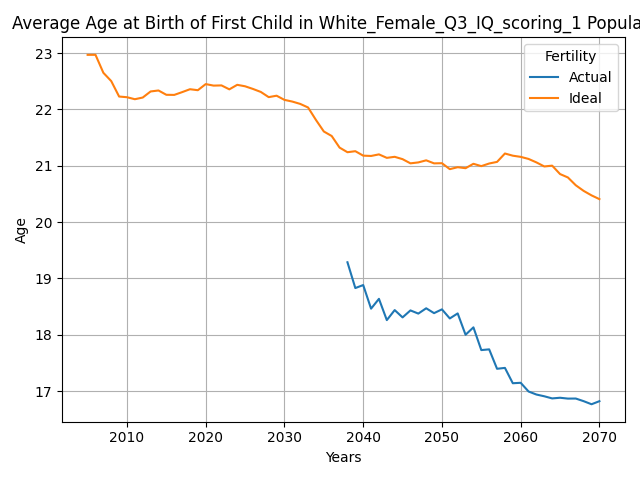 Average Age at Birth of First Child in White_Female_Q3_IQ_scoring_1 Popula
Fertility
Actual
Ideal
23
22
21
20
19
18
17
Age
2010 2020 2030 2040 2050 2060 2070
Years